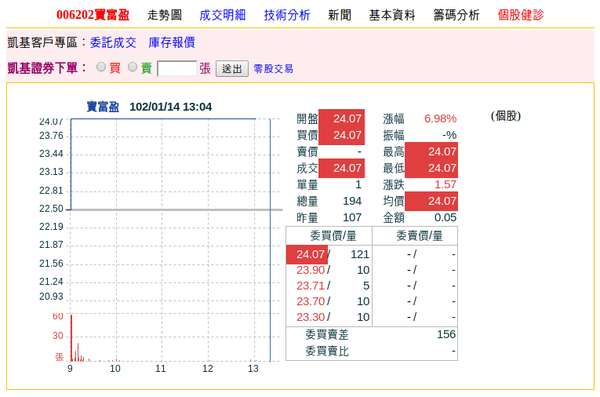 006202寶富盈 走勢圖 成交明細 技術分析 新聞 基本資料 籌碼分析 個股健診
凱基客戶專區：委託成交 庫存報價
凱基證券下單： 買 賣 張 送出 零股交易
寶富盈 102/01/14 13:04
(個股)
24.07
23.76
23.44
23.13
22.81
22.50
22.19
21.87
21.56
21.24
20.93
60
30
張
9 10 11 12 13
開盤 24.07 漲幅 6.98%
買價 24.07 振幅 -%
賣價 - 最高 24.07
成交 24.07 最低 24.07
單量 1 漲跌 1.57
總量 194 均價 24.07
昨量 107 金額 0.05
委買價/量 委賣價/量
24.07/ 121 -/ -
23.90/ 10 -/ -
23.71/ 5 -/ -
23.70/ 10 -/ -
23.30/ 10 -/ -
委買賣差 156
委買賣比 -